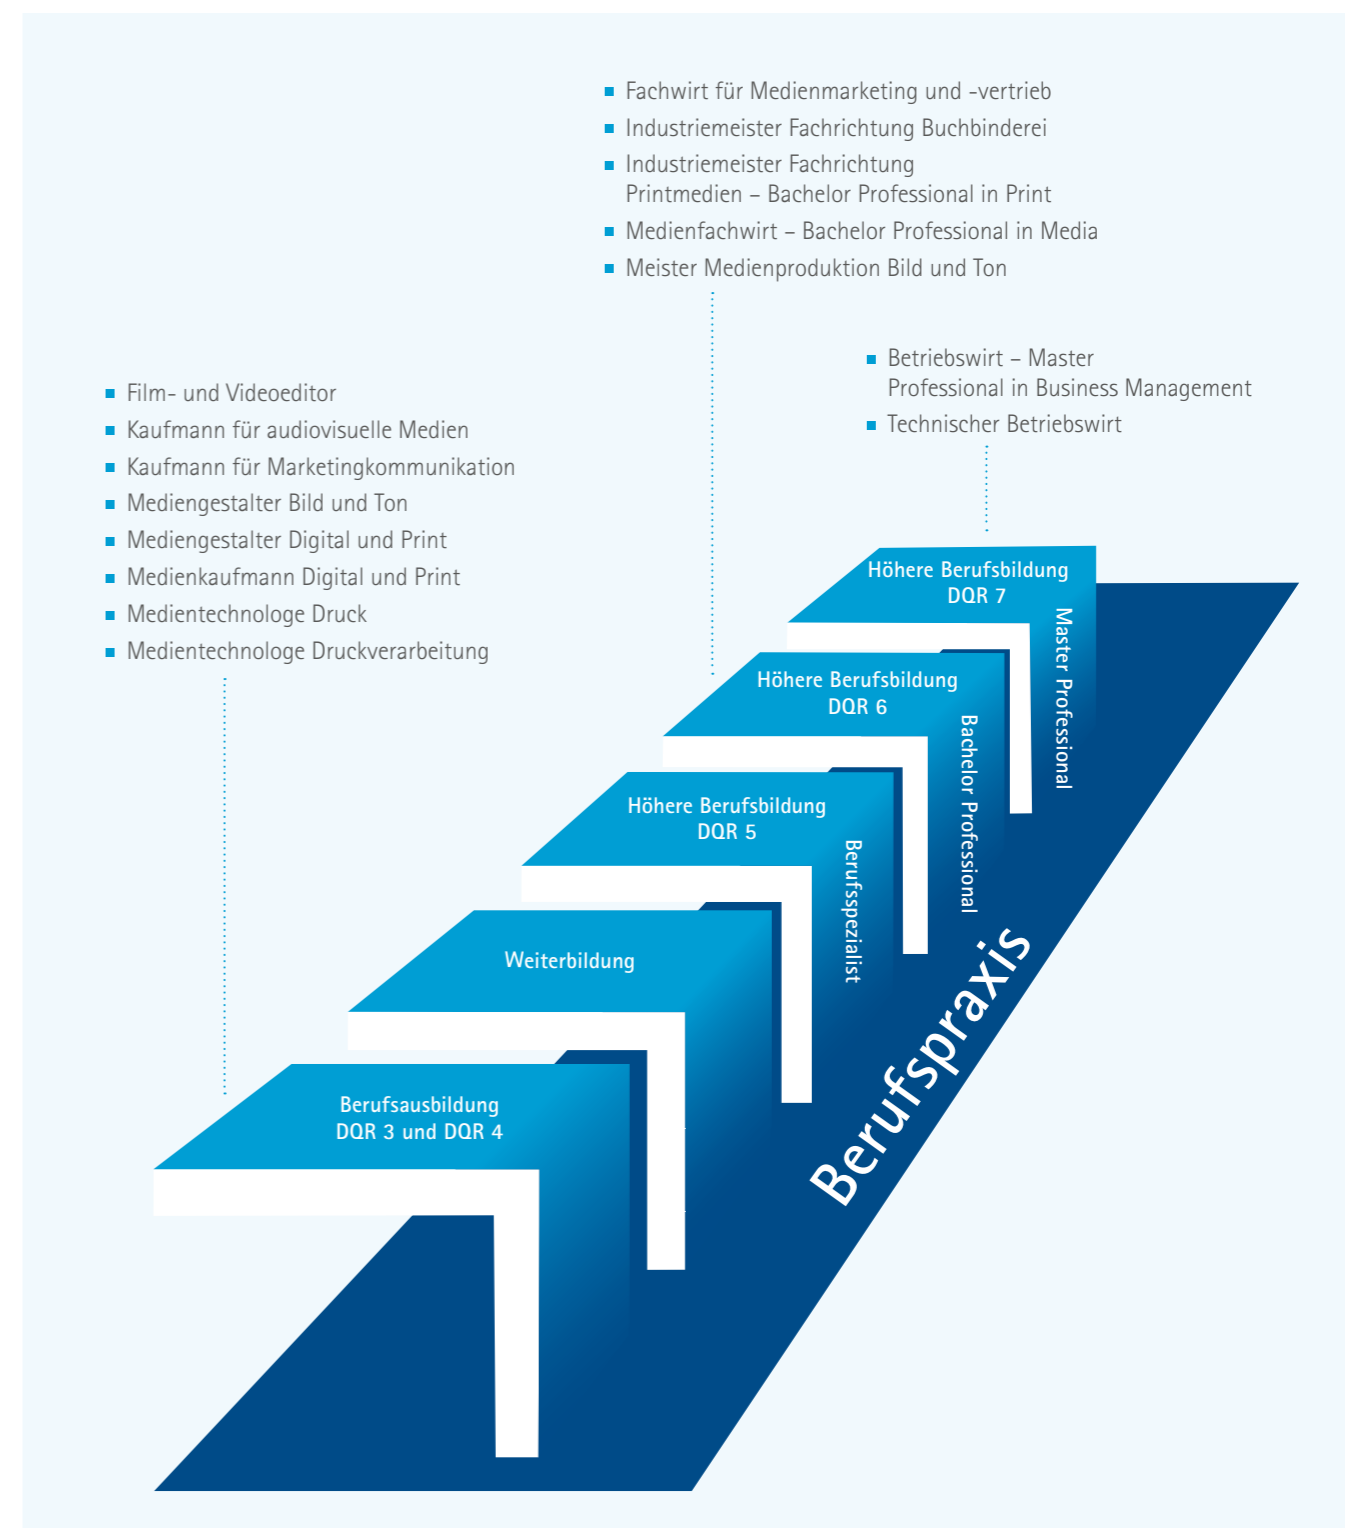 Fachwirt für Medienmarketing und -vertrieb
Industriemeister Fachrichtung Buchbinderei
Industriemeister Fachrichtung
Printmedien – Bachelor Professional in Print
Medienfachwirt – Bachelor Professional in Media
Meister Medienproduktion Bild und Ton
Betriebswirt – Master
Professional in Business Management
Technischer Betriebswirt
Film- und Videoeditor
Kaufmann für audiovisuelle Medien
Kaufmann für Marketingkommunikation
Mediengestalter Bild und Ton
Mediengestalter Digital und Print
Medienkaufmann Digital und Print
Medientechnologe Druck
Medientechnologe Druckverarbeitung
Höhere Berufsbildung
DQR 7
Master Professional
Höhere Berufsbildung
DQR 6
Bachelor Professional
Höhere Berufsbildung
DQR 5
Berufsspezialist
Weiterbildung
Berufsausbildung
DQR 3 und DQR 4
Berufspraxis